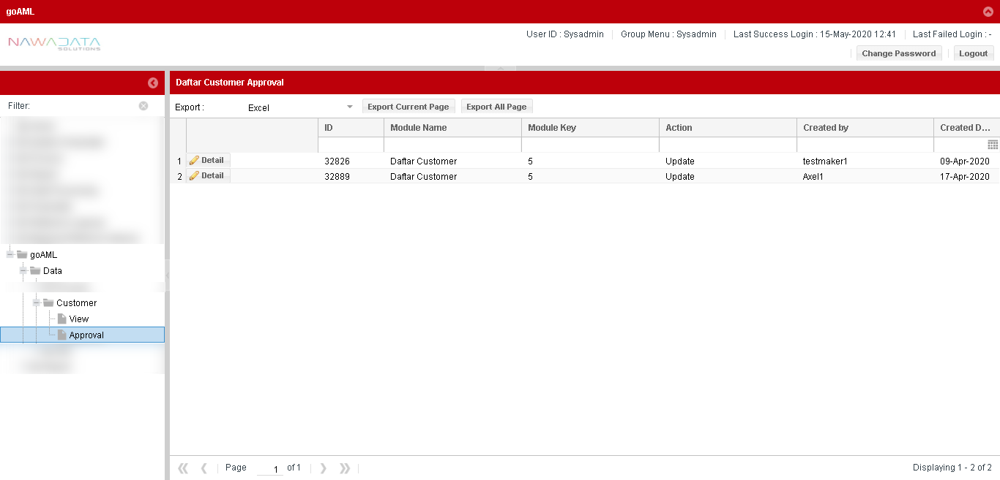 goAML
NAWADATA
SOLUTIONS
User ID : Sysadmin Group Menu : Sysadmin Last Success Login : 15-May-2020 12:41 Last Failed Login : -
Change Password Logout
Daftar Customer Approval
Filter:
Export : Excel Export Current Page Export All Page
ID Module Name Module Key Action Created by Created D...
1 Detail 32826 Daftar Customer 5 Update testmaker1 09-Apr-2020
2 Detail 32889 Daftar Customer 5 Update Axel1 17-Apr-2020
goAML
Data
Customer
View
Approval
Page 1 of 1 Displaying 1 - 2 of 2